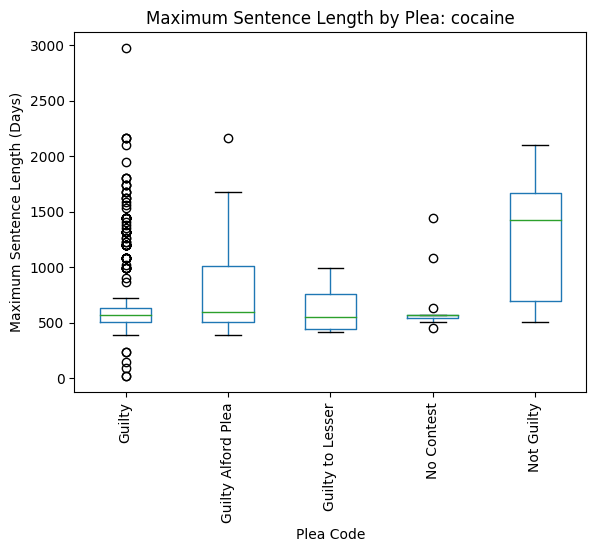 Maximum Sentence Length by Plea: cocaine
Maximum Sentence Length (Days)
3000
2500
2000
1500
1000
500
0
Guilty
Guilty Alford Plea
Guilty to Lesser
No Contest
Not Guilty
Plea Code